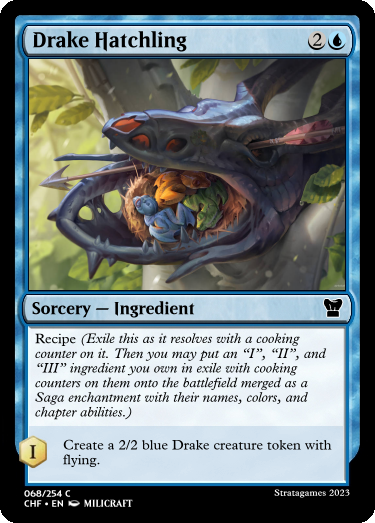 Drake Hatchling 2
Sorcery — Ingredient
Recipe (Exile this as it resolves with a cooking
counter on it. Then you may put an “I”, “II”, and
“III” ingredient you own in exile with cooking
counters on them onto the battlefield merged as a
Saga enchantment with their names, colors, and
chapter abilities.)
I Create a 2/2 blue Drake creature token with
flying.
068/254 C Stratagames 2023
CHF • EN MILICRAFT